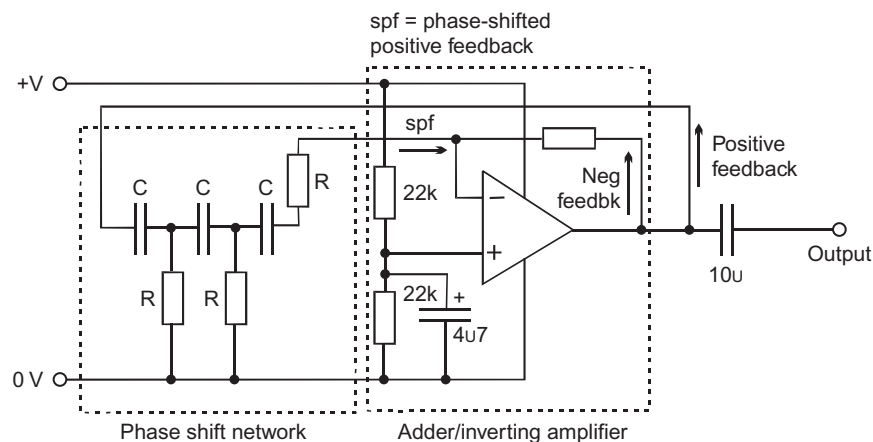 spf = phase-shifted
positive feedback
+V
spf
C
C
C
R
22k
Neg
feedbk
Positive
feedback
R
R
22k
+
4U7
−
+
10U
Output
0 V
Phase shift network
Adder/inverting amplifier